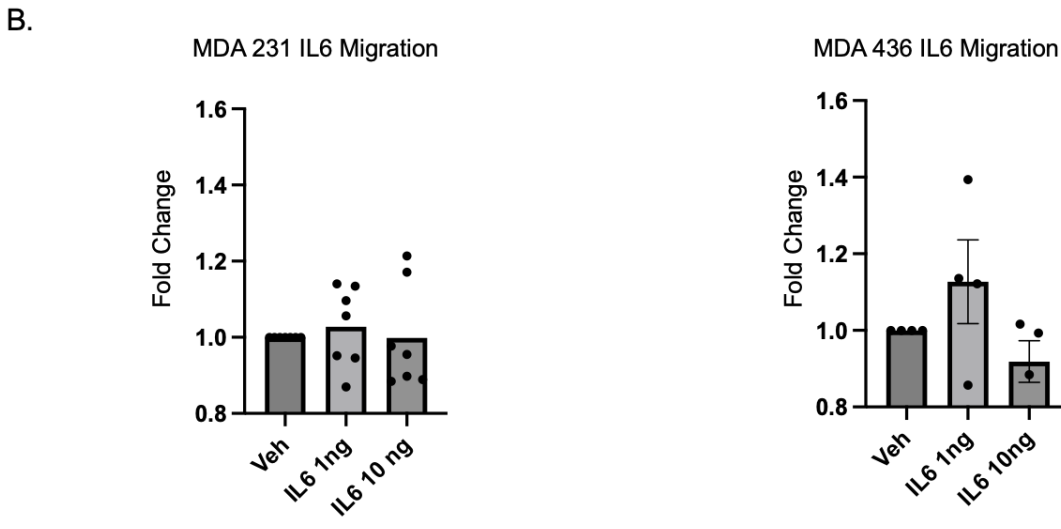 B.
MDA 231 IL6 Migration
Fold Change
1.6
1.4
1.2
1.0
0.8
Veh
IL6 1ng
IL6 10 ng
MDA 436 IL6 Migration
Fold Change
1.6
1.4
1.2
1.0
0.8
Veh
IL6 1ng
IL6 10ng